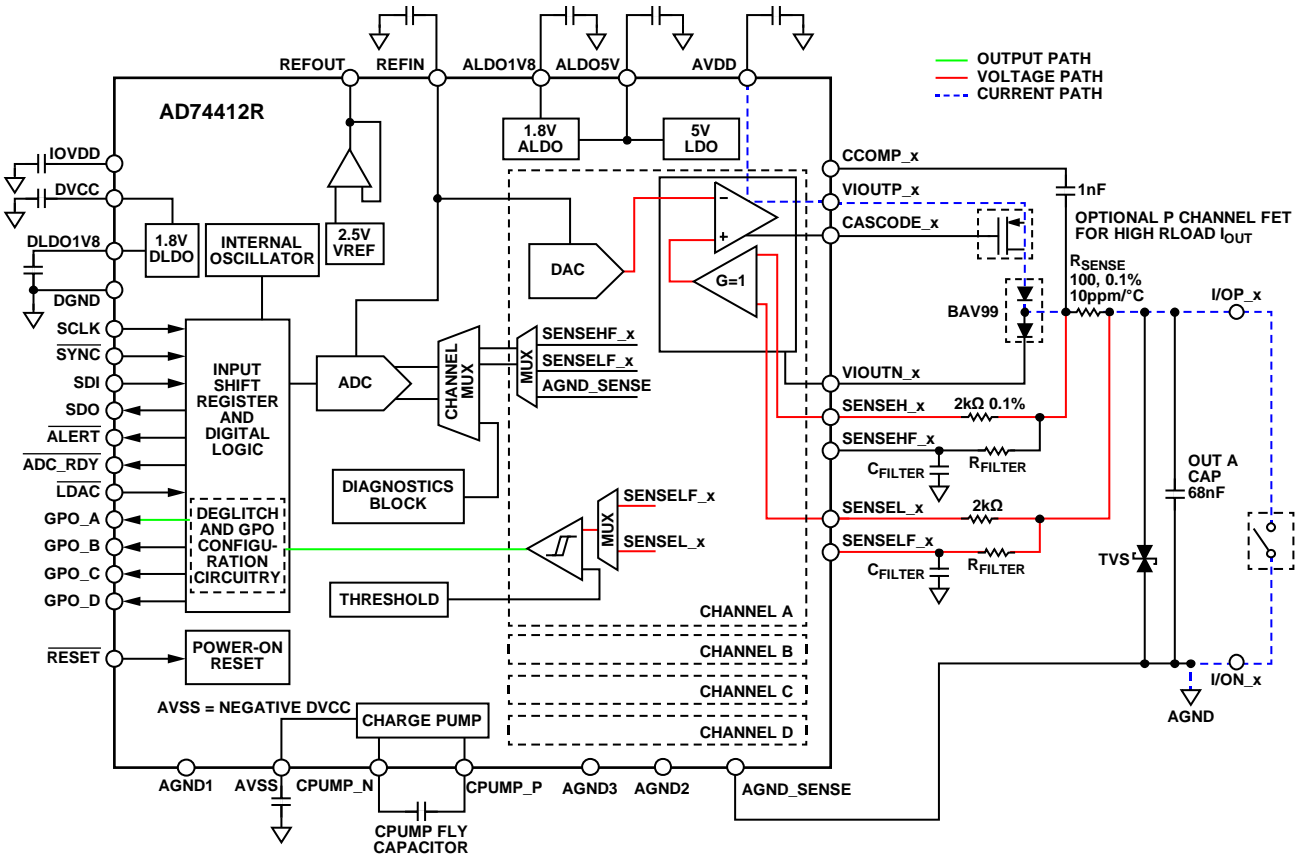 OUTPUT PATH
VOLTAGE PATH
CURRENT PATH
REFOUT
REFIN
ALDO1V8
ALDO5V
AVDD
AD74412R
IOVDD
DVCC
DLDO1V8
DGND
SCLK
SYNC
SDI
SDO
ALERT
ADC_RDY
LDAC
GPO_A
GPO_B
GPO_C
GPO_D
RESET
1.8V
DLDO
INTERNAL
OSCILLATOR
2.5V
VREF
1.8V
ALDO
5V
LDO
INPUT
SHIFT
REGISTER
AND
DIGITAL
LOGIC
DEGLITCH
AND GPO
CONFIGU-
RATION
CIRCUITRY
POWER-ON
RESET
ADC
CHANNEL
MUX
MUX
SENSEHF_x
SENSELF_x
AGND_SENSE
DIAGNOSTICS
BLOCK
THRESHOLD
MUX
SENSELF_x
SENSEL_x
DAC
−
+
G=1
CHANNEL A
CHANNEL B
CHANNEL C
CHANNEL D
CCOMP_x
VIOUTP_x
CASCODE_x
VIOUTN_x
SENSEH_x
SENSEHF_x
SENSEL_x
SENSELF_x
1nF
OPTIONAL P CHANNEL FET
FOR HIGH RLOAD IOUT
RSENSE
100, 0.1%
10ppm/°C
BAV99
I/OP_x
2kΩ 0.1%
RFILTER
CFILTER
2kΩ
RFILTER
CFILTER
OUT A
CAP
68nF
TVS
I/ON_x
AGND
AVSS = NEGATIVE DVCC
CHARGE PUMP
AGND1
AVSS
CPUMP_N
CPUMP_P
AGND3
AGND2
AGND_SENSE
CPUMP FLY
CAPACITOR